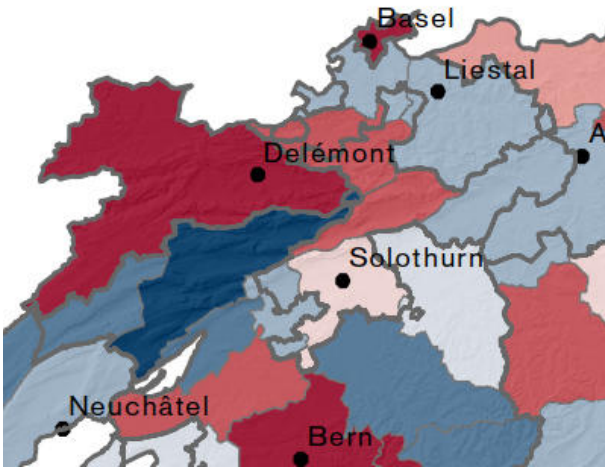 Basel
Liestal
A
Delémont
Solothurn
Neuchâtel
Bern